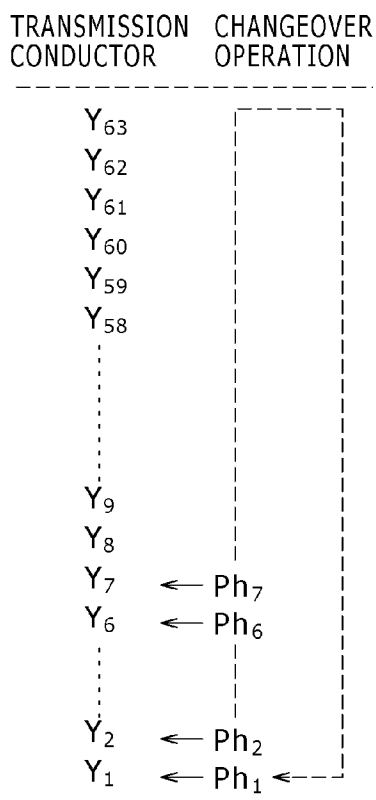 TRANSMISSION CHANGEOVER
CONDUCTOR OPERATION
Y63
Y62
Y61
Y60
Y59
Y58
Y9
Y8
Y7 ← Ph7
Y6 ← Ph6
Y2 ← Ph2
Y1 ← Ph1